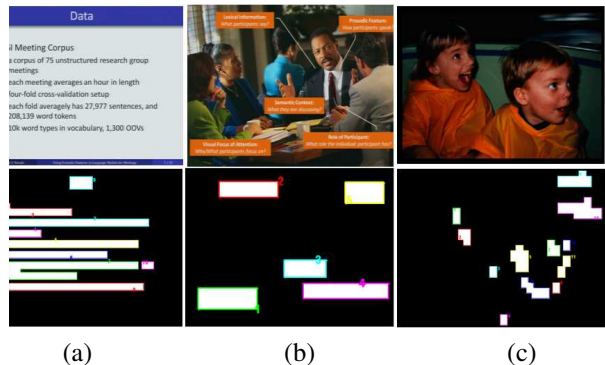 Data
SI Meeting Corpus
a corpus of 75 unstructured research group
meetings
each meeting averages an hour in length
four-fold cross-validation setup
each fold averagely has 27,977 sentences, and
208,139 word tokens
10k word types in vocabulary, 1,300 OOVs
Lexical Information:
What participants say?
Prosodic Feature:
How participants speak
Semantic Context:
What they are discussing?
Visual Focus of Attention:
Who/What participants focus on?
Role of Participant:
What role the individual participant has?
2
3
4
1
(a)
(b)
(c)